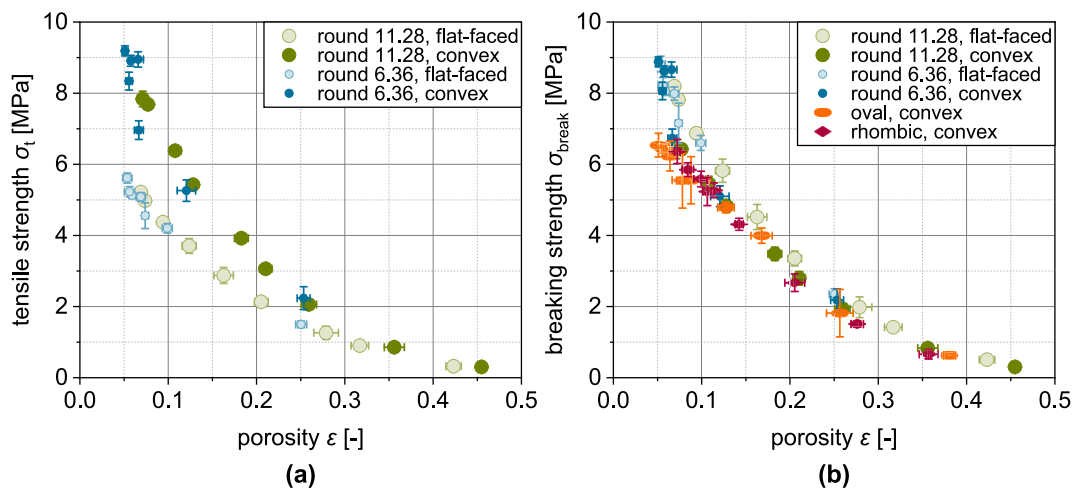 10
8
6
4
2
0
tensile strength σt [MPa]
round 11.28, flat-faced
round 11.28, convex
round 6.36, flat-faced
round 6.36, convex
0.0 0.1 0.2 0.3 0.4 0.5
porosity ε [-]
(a)
10
8
6
4
2
0
breaking strength σbreak [MPa]
round 11.28, flat-faced
round 11.28, convex
round 6.36, flat-faced
round 6.36, convex
oval, convex
rhombic, convex
0.0 0.1 0.2 0.3 0.4 0.5
porosity ε [-]
(b)